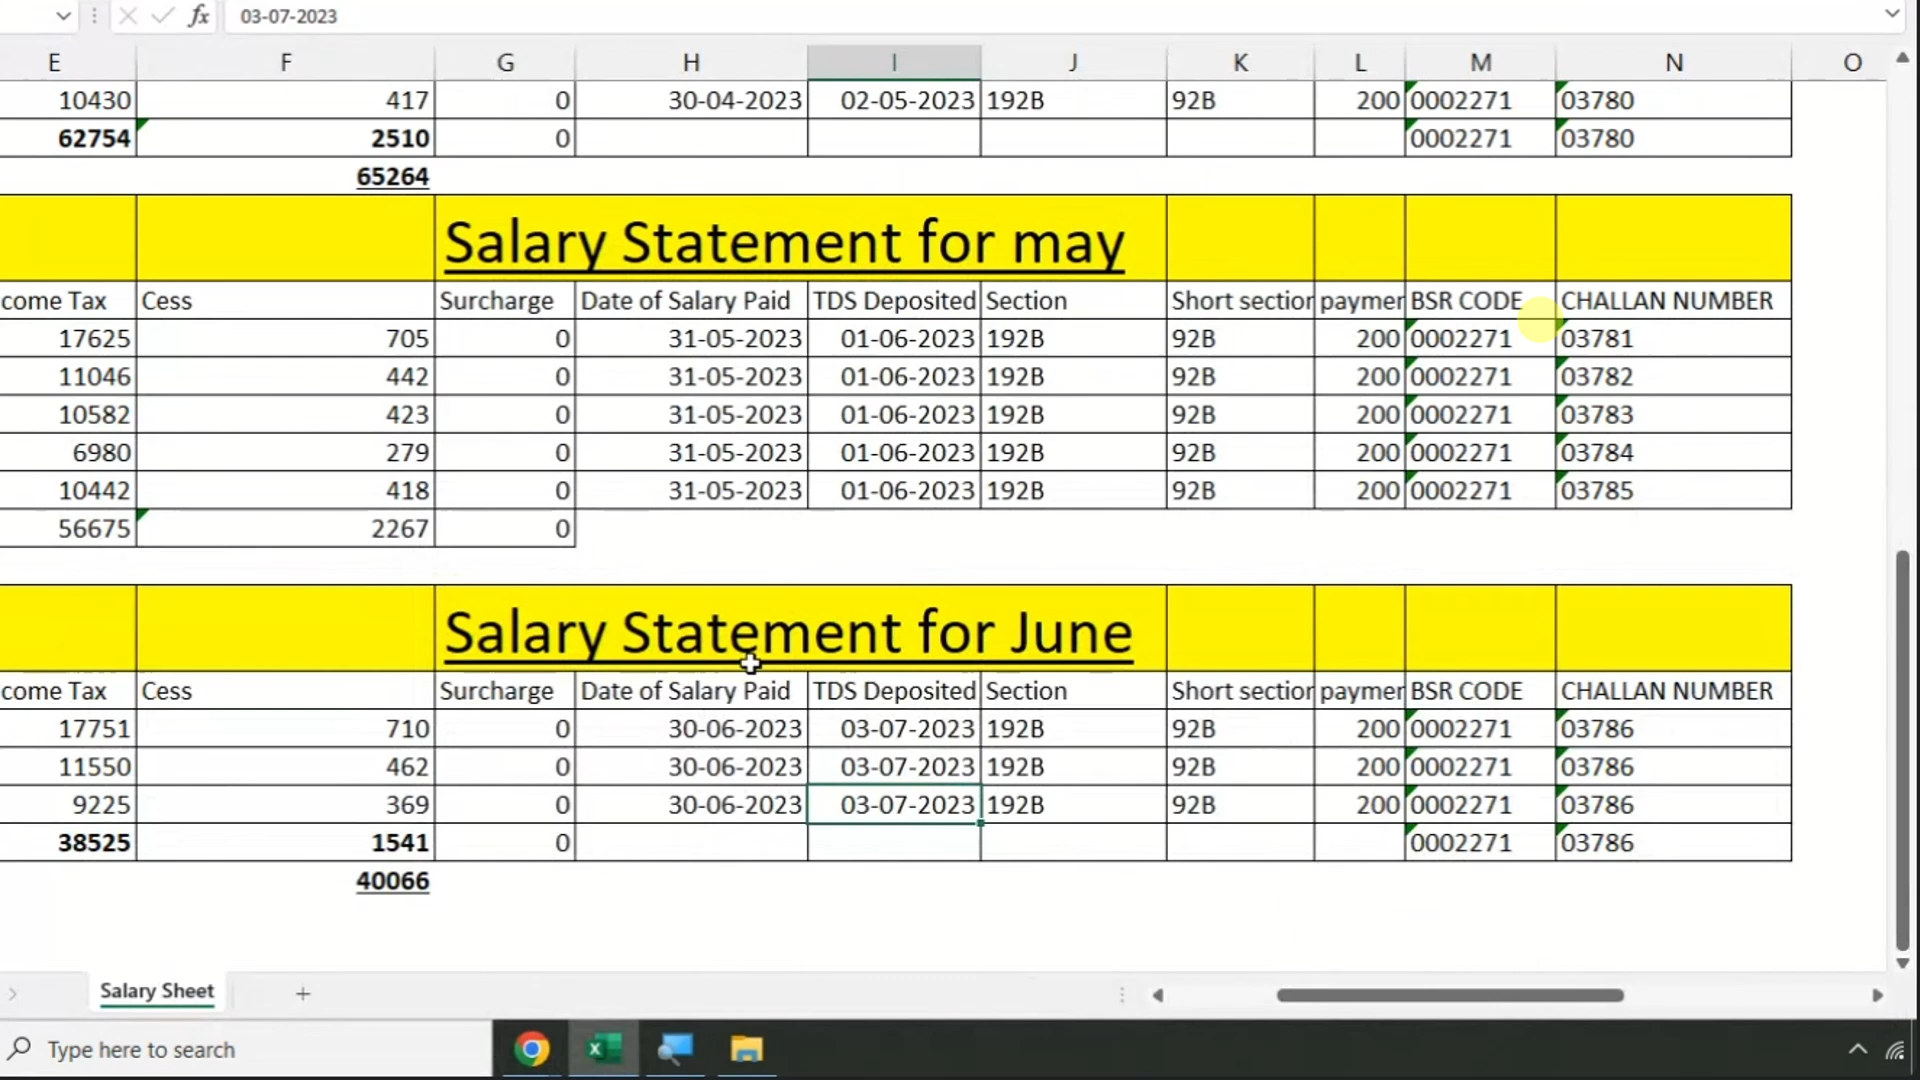 fx 03-07-2023
E F G H I J K L M N O
10430 417 0 30-04-2023 02-05-2023 192B 92B 200 0002271 03780
62754 2510 0 0002271 03780
65264
Salary Statement for may
come Tax Cess Surcharge Date of Salary Paid TDS Deposited Section Short section paymer BSR CODE CHALLAN NUMBER
17625 705 0 31-05-2023 01-06-2023 192B 92B 200 0002271 03781
11046 442 0 31-05-2023 01-06-2023 192B 92B 200 0002271 03782
10582 423 0 31-05-2023 01-06-2023 192B 92B 200 0002271 03783
6980 279 0 31-05-2023 01-06-2023 192B 92B 200 0002271 03784
10442 418 0 31-05-2023 01-06-2023 192B 92B 200 0002271 03785
56675 2267 0
Salary Statement for June
come Tax Cess Surcharge Date of Salary Paid TDS Deposited Section Short section paymer BSR CODE CHALLAN NUMBER
17751 710 0 30-06-2023 03-07-2023 192B 92B 200 0002271 03786
11550 462 0 30-06-2023 03-07-2023 192B 92B 200 0002271 03786
9225 369 0 30-06-2023 03-07-2023 192B 92B 200 0002271 03786
38525 1541 0 0002271 03786
40066
Salary Sheet
Type here to search